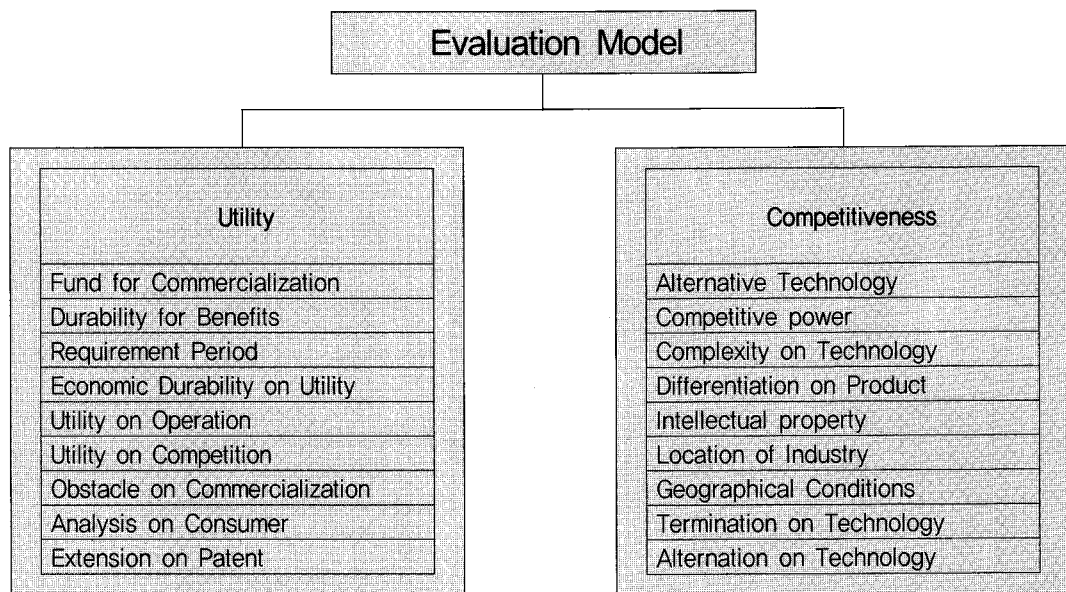 Evaluation Model
Utility
Fund for Commercialization
Durability for Benefits
Requirement Period
Economic Durability on Utility
Utility on Operation
Utility on Competition
Obstacle on Commercialization
Analysis on Consumer
Extension on Patent
Competitiveness
Alternative Technology
Competitive power
Complexity on Technology
Differentiation on Product
Intellectual property
Location of Industry
Geographical Conditions
Termination on Technology
Alternation on Technology